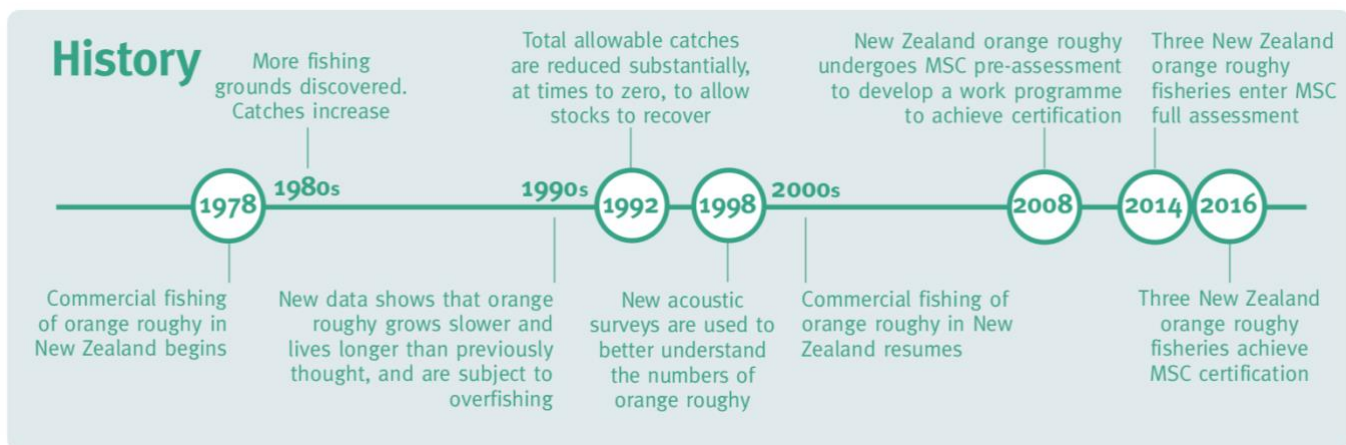 History
More fishing
grounds discovered.
Catches increase
Total allowable catches
are reduced substantially,
at times to zero, to allow
stocks to recover
New Zealand orange roughy
undergoes MSC pre-assessment
to develop a work programme
to achieve certification
Three New Zealand
orange roughy
fisheries enter MSC
full assessment
1978
1980s
1990s
1992
1998
2000s
2008
2014
2016
Commercial fishing
of orange roughy in
New Zealand begins
New data shows that orange
roughy grows slower and
lives longer than previously
thought, and are subject to
overfishing
New acoustic
surveys are used to
better understand
the numbers of
orange roughy
Commercial fishing of
orange roughy in New
Zealand resumes
Three New Zealand
orange roughy
fisheries achieve
MSC certification